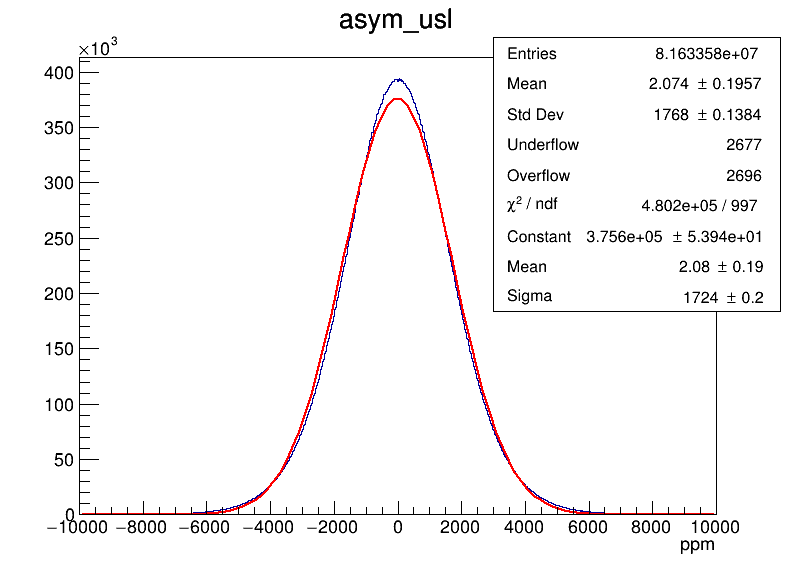 asym_usl
×10³
Entries 8.163358e+07
Mean 2.074 ± 0.1957
Std Dev 1768 ± 0.1384
Underflow 2677
Overflow 2696
χ² / ndf 4.802e+05 / 997
Constant 3.756e+05 ± 5.394e+01
Mean 2.08 ± 0.19
Sigma 1724 ± 0.2
400
350
300
250
200
150
100
50
0
−10000 −8000 −6000 −4000 −2000 0 2000 4000 6000 8000 10000
ppm